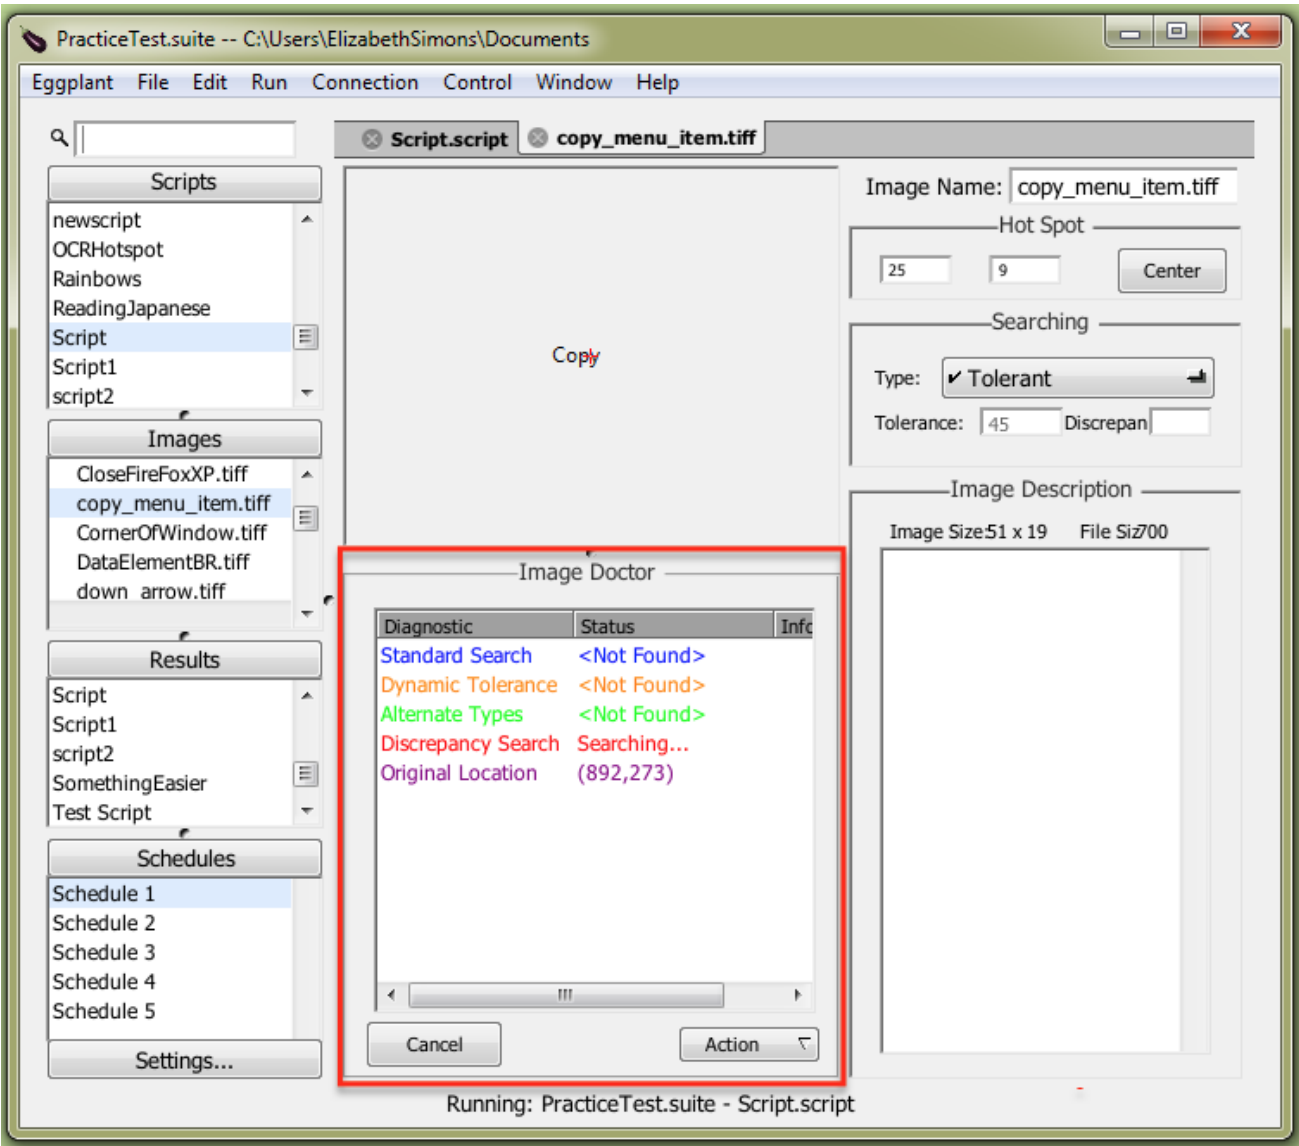 PracticeTest.suite -- C:\Users\ElizabethSimons\Documents
Eggplant File Edit Run Connection Control Window Help
Script.script copy_menu_item.tiff
Scripts
newscript
OCRHotspot
Rainbows
ReadingJapanese
Script
Script1
script2
Images
CloseFireFoxXP.tiff
copy_menu_item.tiff
CornerOfWindow.tiff
DataElementBR.tiff
down arrow.tiff
Results
Script
Script1
script2
SomethingEasier
Test Script
Schedules
Schedule 1
Schedule 2
Schedule 3
Schedule 4
Schedule 5
Settings...
Copy
Image Doctor
Diagnostic Status Info
Standard Search <Not Found>
Dynamic Tolerance <Not Found>
Alternate Types <Not Found>
Discrepancy Search Searching...
Original Location (892,273)
Cancel Action
Image Name: copy_menu_item.tiff
Hot Spot
25 9 Center
Searching
Type: Tolerant
Tolerance: 45 Discrepan
Image Description
Image Size:51 x 19 File Siz700
Running: PracticeTest.suite - Script.script